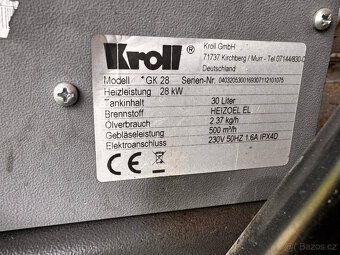 Kroll
Kroll GmbH
71737 Kirchberg / Murr - Tel 07144/830-0
Deutschland
Modell *GK 28 Serien-Nr.
Heizleistung 28 kW
Tankinhalt 30 Liter
Brennstoff HEIZOEL EL
Ölverbrauch 2.37 kg/h
Gebläseleistung 500 m³/h
Elektroanschluss 230V 50HZ 1.6A IPX4D
CE